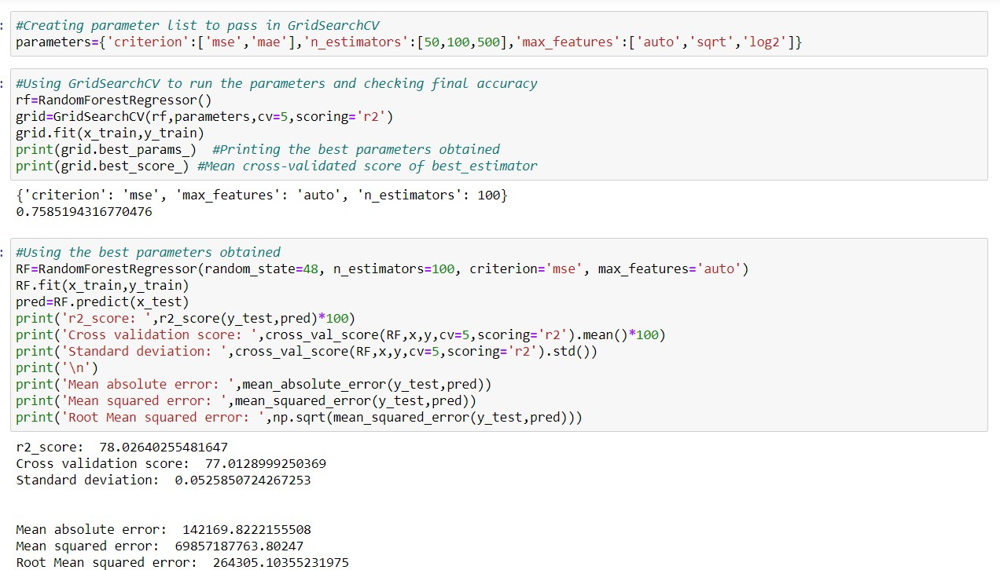 :
#Creating parameter list to pass in GridSearchCV
parameters={'criterion':['mse','mae'],'n_estimators':[50,100,500],'max_features':['auto','sqrt','log2']}
:
#Using GridSearchCV to run the parameters and checking final accuracy
rf=RandomForestRegressor()
grid=GridSearchCV(rf,parameters,cv=5,scoring='r2')
grid.fit(x_train,y_train)
print(grid.best_params_)  #Printing the best parameters obtained
print(grid.best_score_) #Mean cross-validated score of best_estimator
{'criterion': 'mse', 'max_features': 'auto', 'n_estimators': 100}
0.7585194316770476
:
#Using the best parameters obtained
RF=RandomForestRegressor(random_state=48, n_estimators=100, criterion='mse', max_features='auto')
RF.fit(x_train,y_train)
pred=RF.predict(x_test)
print('r2_score: ',r2_score(y_test,pred)*100)
print('Cross validation score: ',cross_val_score(RF,x,y,cv=5,scoring='r2').mean()*100)
print('Standard deviation: ',cross_val_score(RF,x,y,cv=5,scoring='r2').std())
print('\n')
print('Mean absolute error: ',mean_absolute_error(y_test,pred))
print('Mean squared error: ',mean_squared_error(y_test,pred))
print('Root Mean squared error: ',np.sqrt(mean_squared_error(y_test,pred)))
r2_score:  78.02640255481647
Cross validation score:  77.0128999250369
Standard deviation:  0.0525850724267253
Mean absolute error:  142169.8222155508
Mean squared error:  69857187763.80247
Root Mean squared error:  264305.10355231975